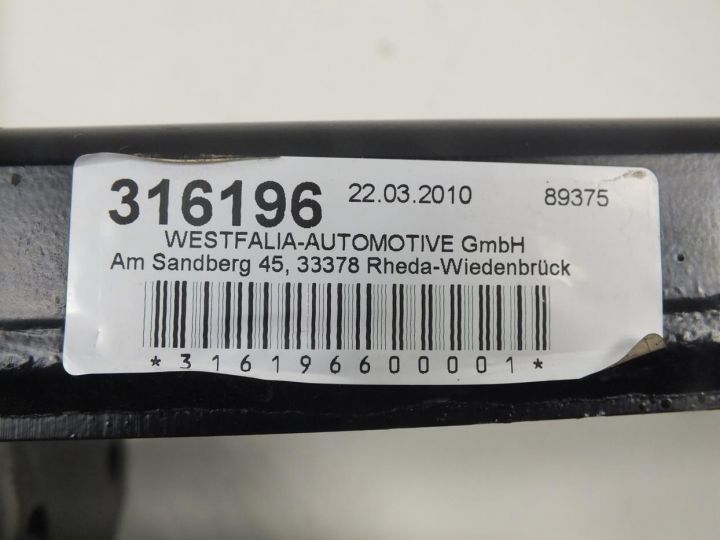 316196 22.03.2010 89375
WESTFALIA-AUTOMOTIVE GmbH
Am Sandberg 45, 33378 Rheda-Wiedenbrück
*316196600001*